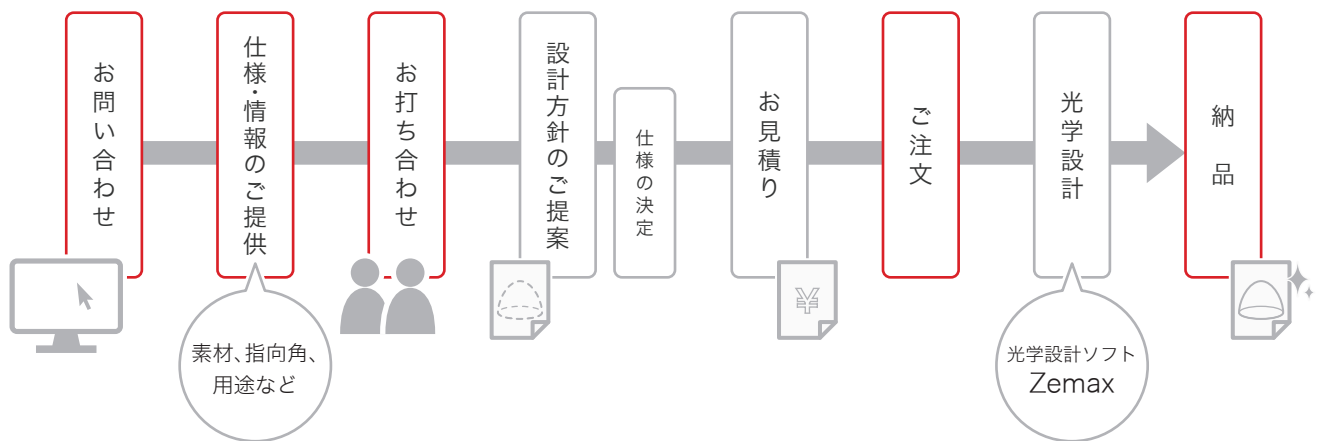 お問い合わせ
仕様・情報のご提供
素材、指向角、
用途など
お打ち合わせ
設計方針のご提案
仕様の決定
お見積り
¥
ご注文
光学設計
光学設計ソフト
Zemax
納品